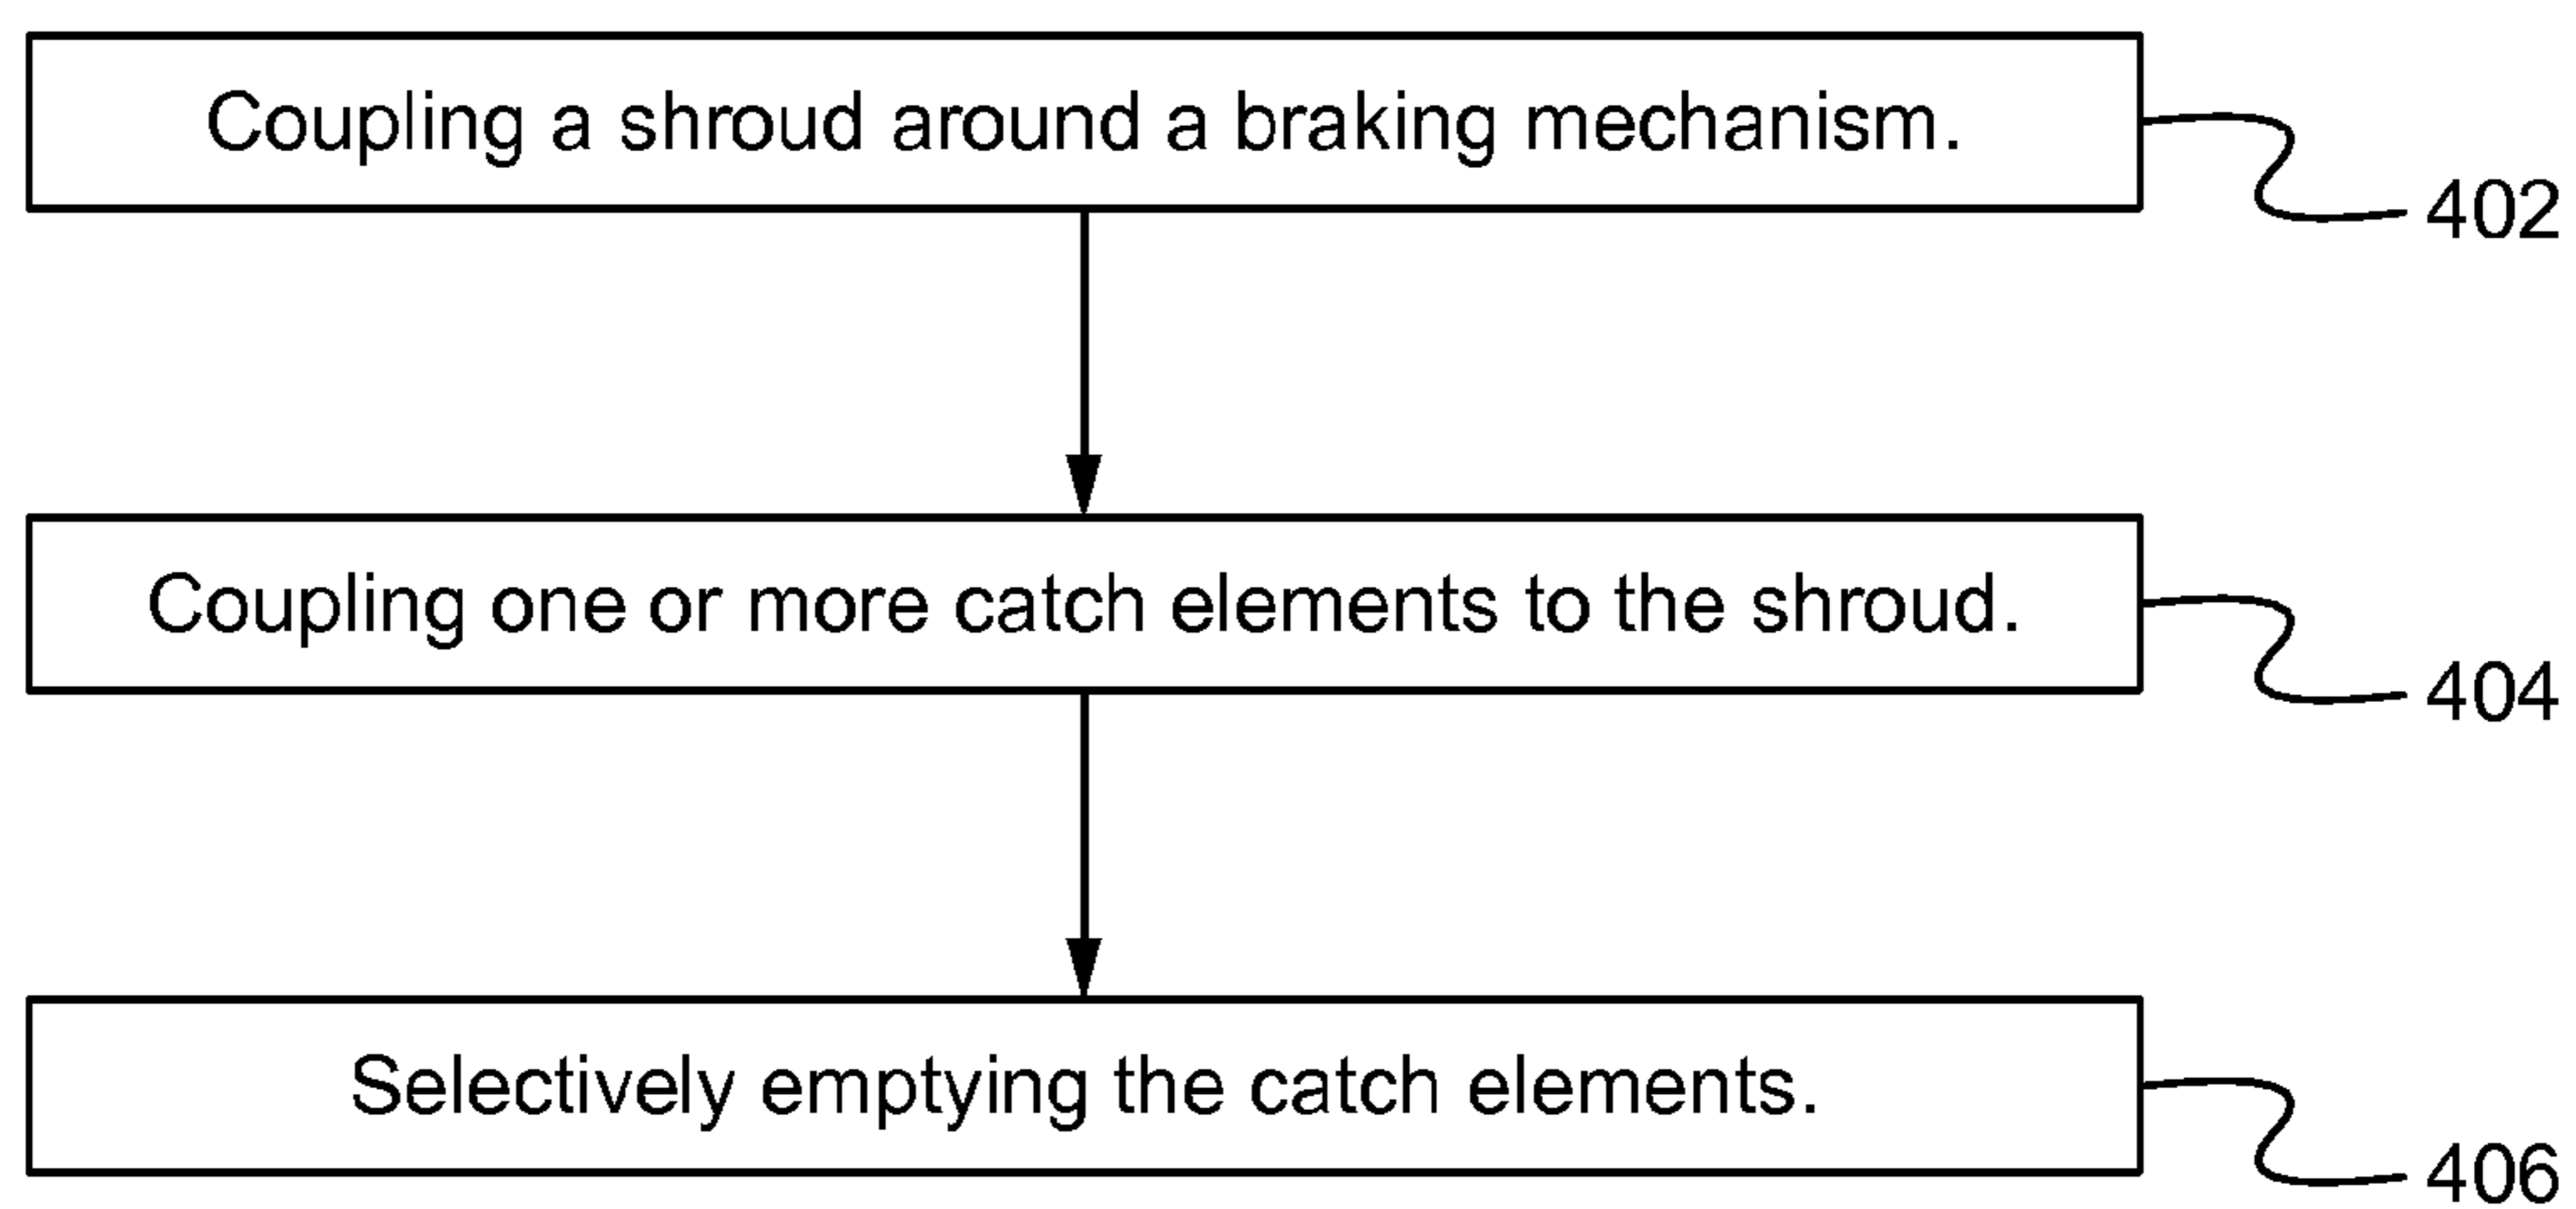 Coupling a shroud around a braking mechanism.
402
Coupling one or more catch elements to the shroud.
404
Selectively emptying the catch elements.
406